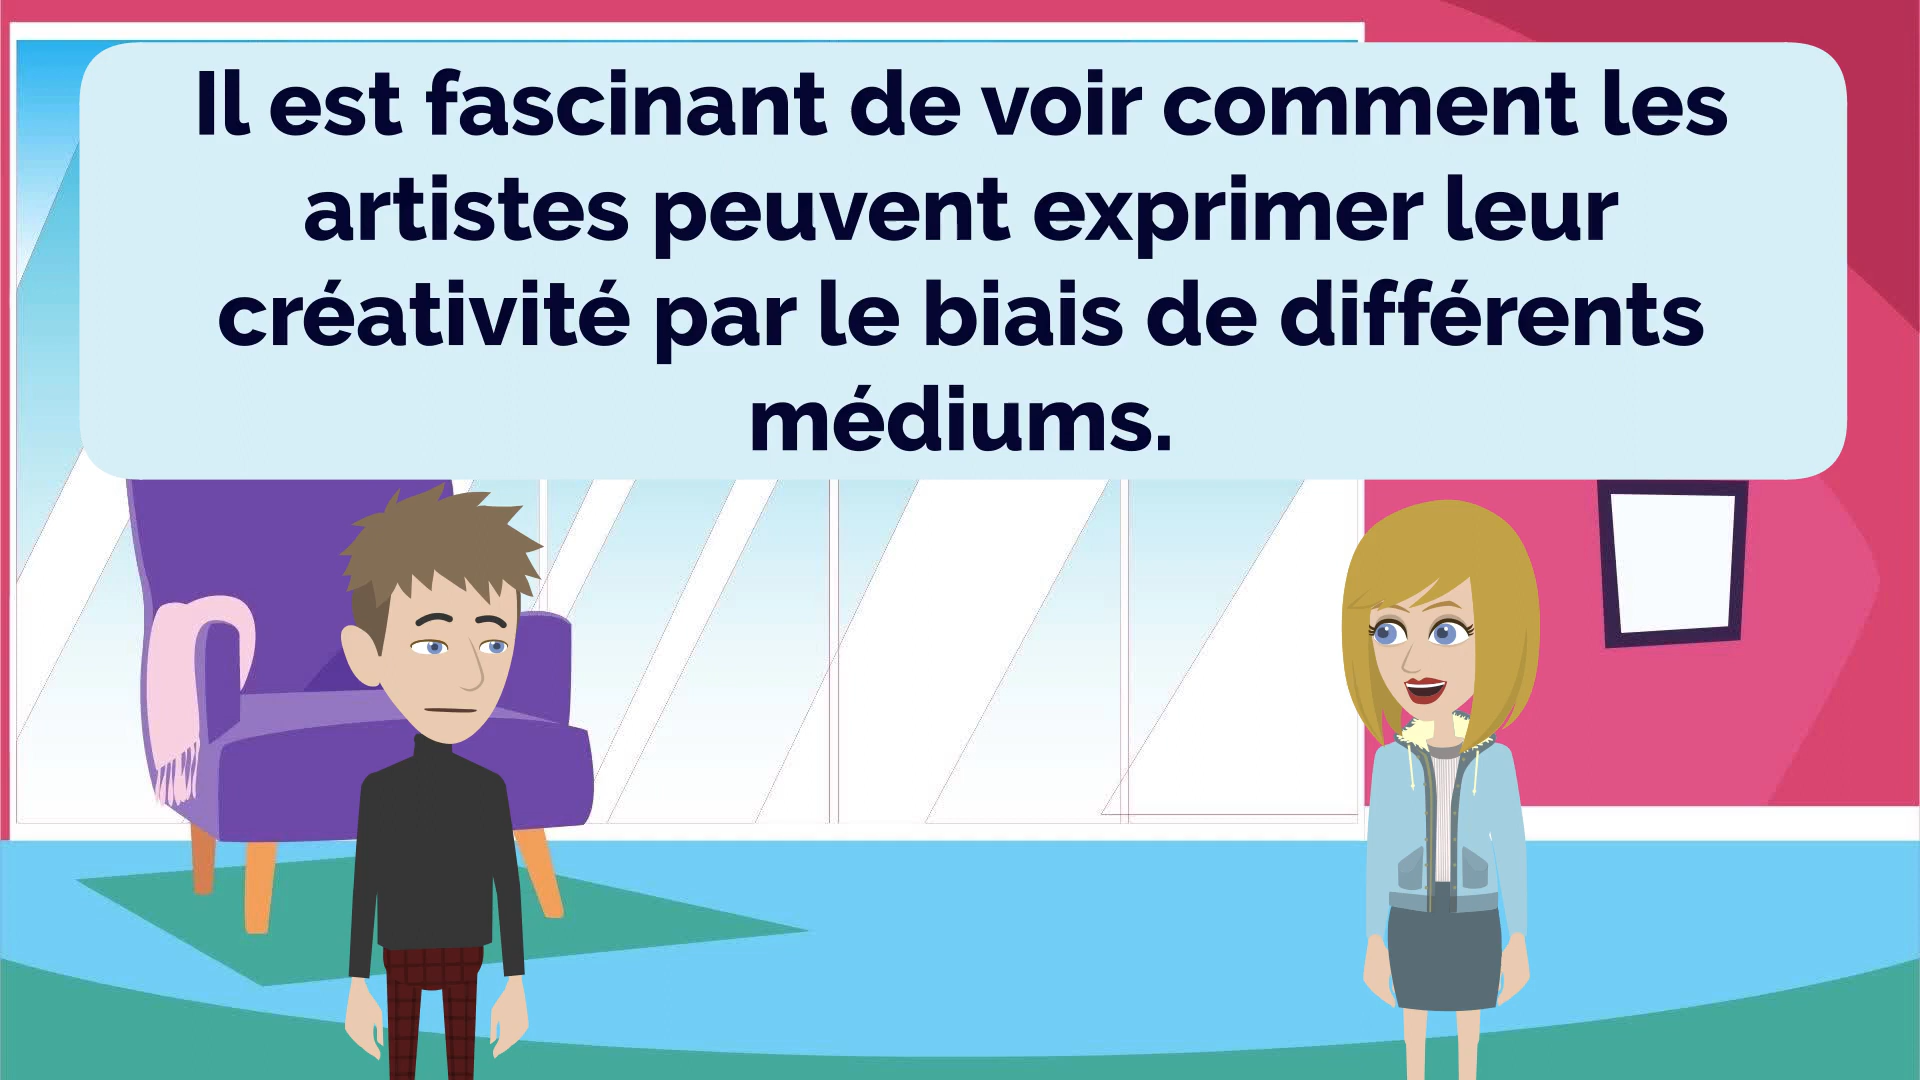 Il est fascinant de voir comment les
artistes peuvent exprimer leur
créativité par le biais de différents
médiums.